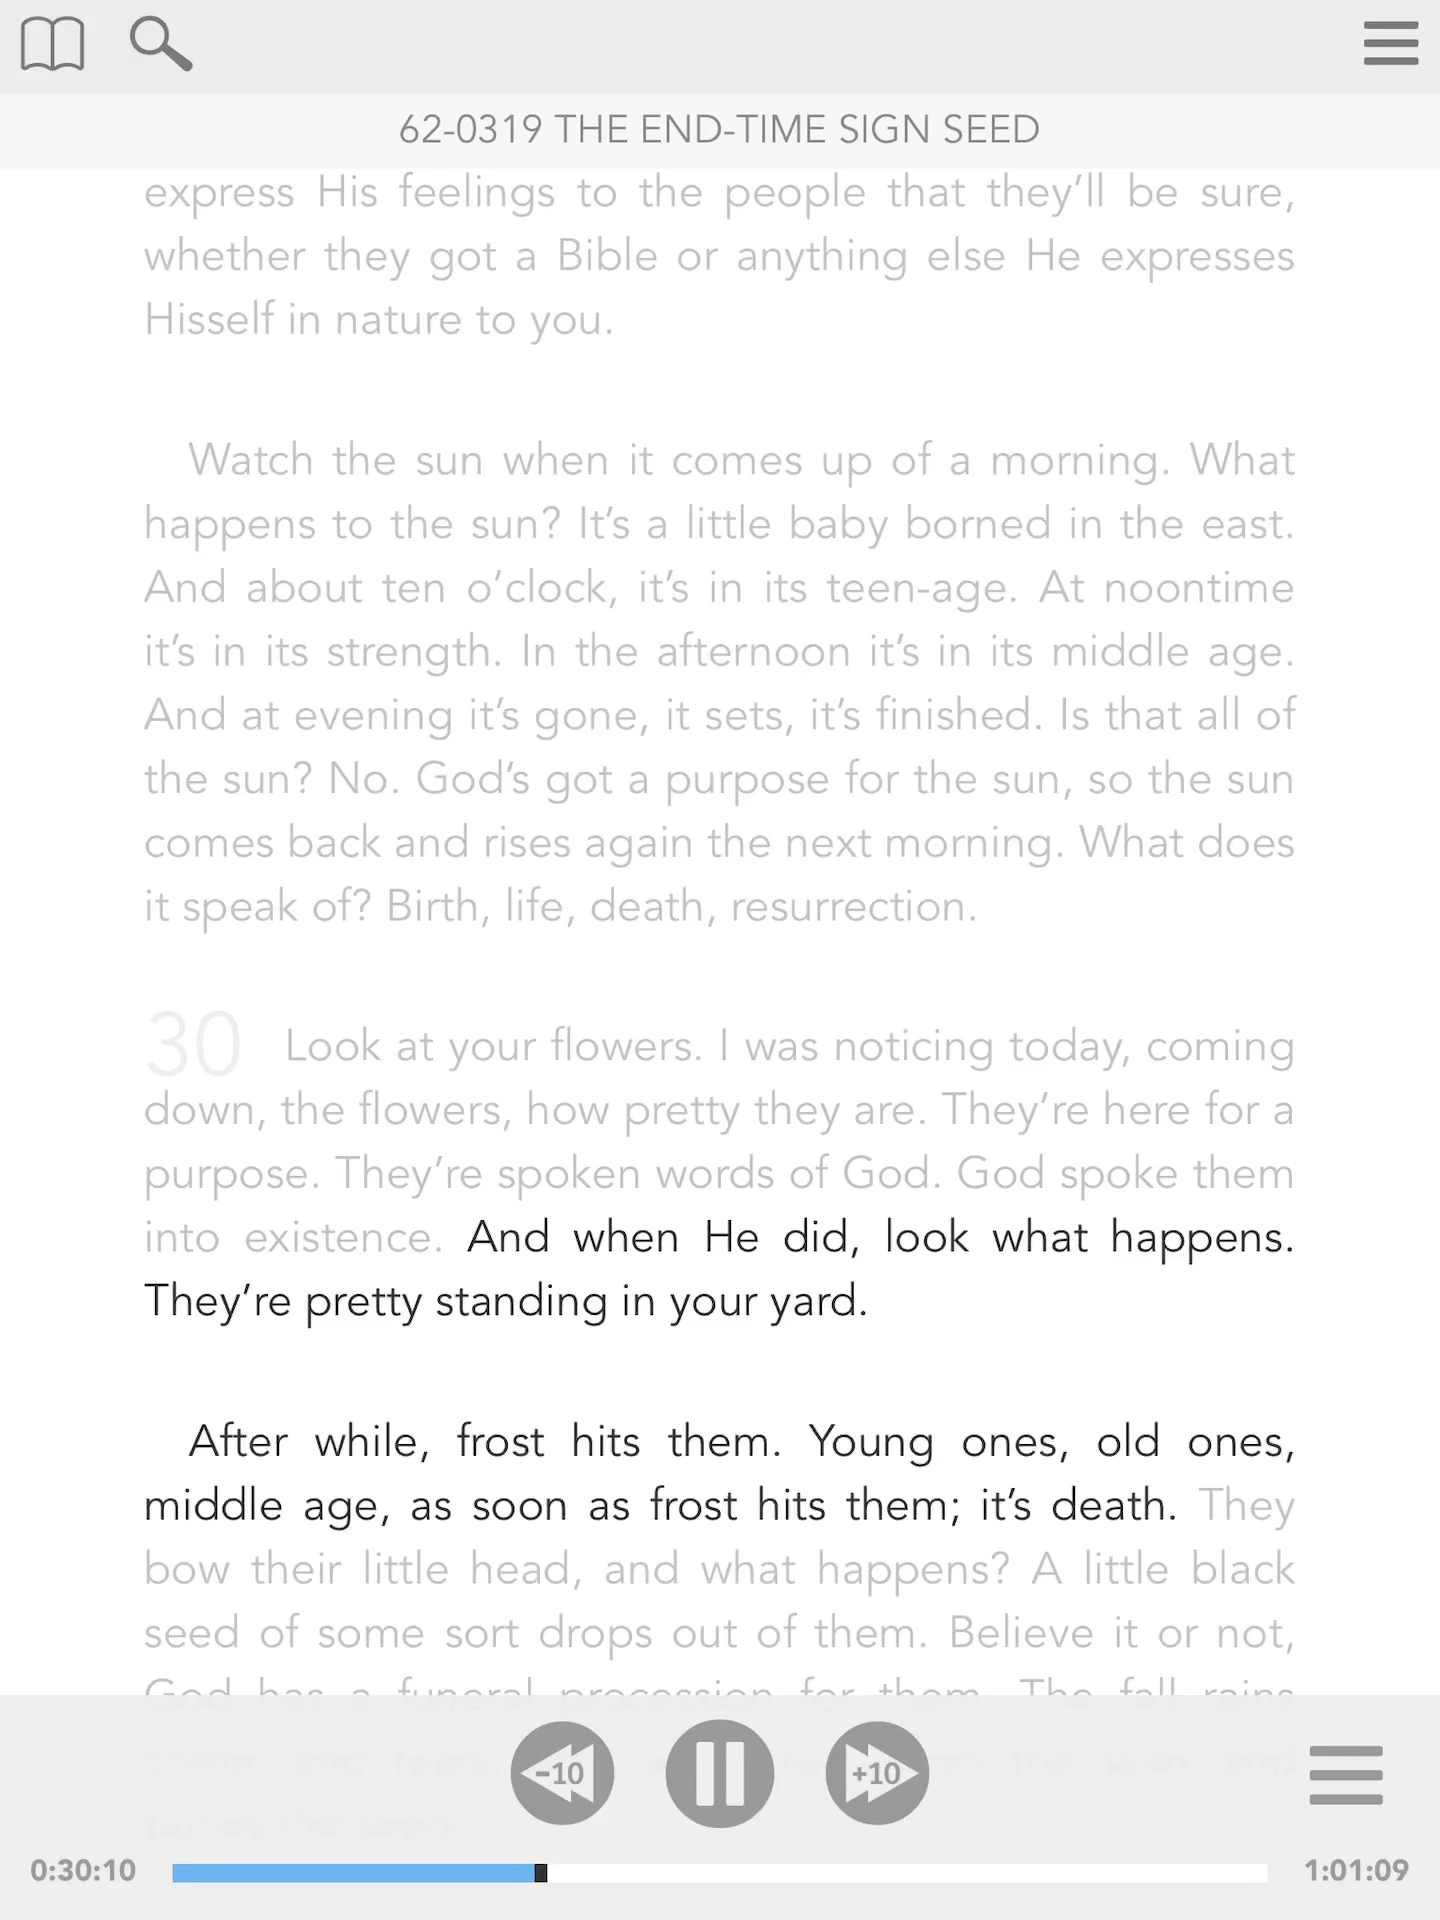 62-0319 THE END-TIME SIGN SEED
express His feelings to the people that they’ll be sure,
whether they got a Bible or anything else He expresses
Hisself in nature to you.
Watch the sun when it comes up of a morning. What
happens to the sun? It’s a little baby borned in the east.
And about ten o’clock, it’s in its teen-age. At noontime
it’s in its strength. In the afternoon it’s in its middle age.
And at evening it’s gone, it sets, it’s finished. Is that all of
the sun? No. God’s got a purpose for the sun, so the sun
comes back and rises again the next morning. What does
it speak of? Birth, life, death, resurrection.
30 Look at your flowers. I was noticing today, coming
down, the flowers, how pretty they are. They’re here for a
purpose. They’re spoken words of God. God spoke them
into existence. And when He did, look what happens.
They’re pretty standing in your yard.
After while, frost hits them. Young ones, old ones,
middle age, as soon as frost hits them; it’s death. They
bow their little head, and what happens? A little black
seed of some sort drops out of them. Believe it or not,
God has a funeral procession for them. The fall rains
-10 +10
0:30:10 1:01:09